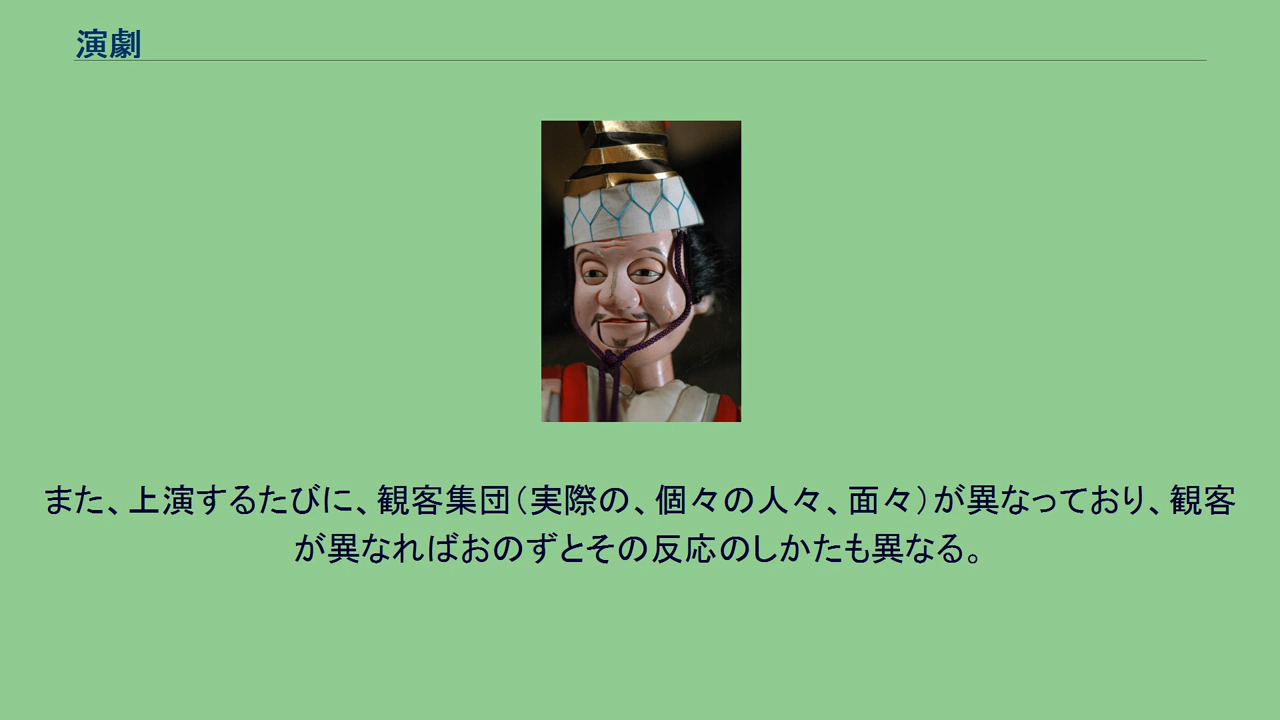 演劇
また、上演するたびに、観客集団（実際の、個々の人々、面々）が異なっており、観客
が異なればおのずとその反応のしかたも異なる。